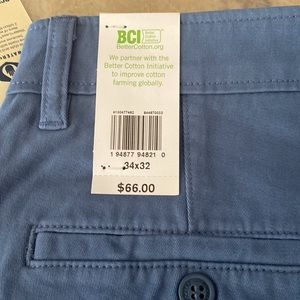 BCI
Better
Cotton
Initiative
BetterCotton.org
We partner with the
Better Cotton Initiative
to improve cotton
farming globally.
1 94877 94821 0
34x32
$66.00